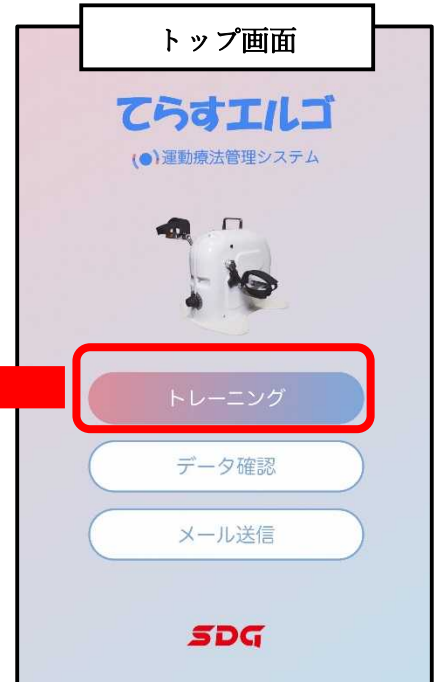 トップ画面
てらすエルゴ
運動療法管理システム
トレーニング
データ確認
メール送信
SDG